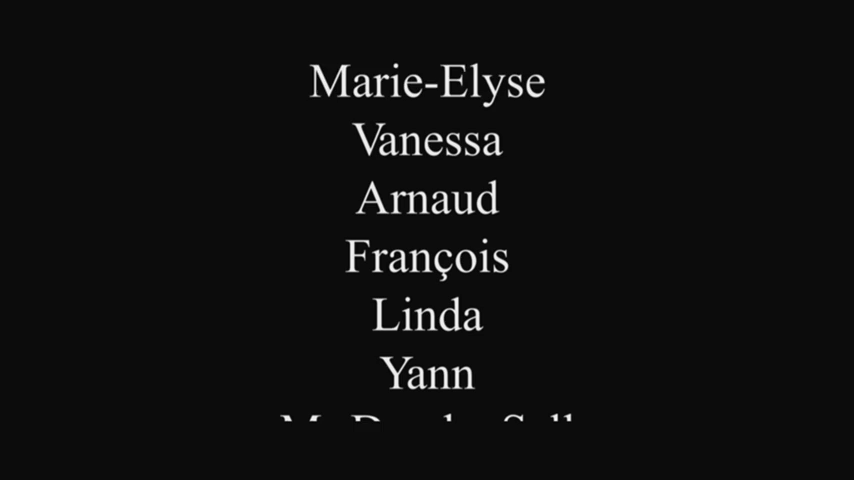 Marie-Elyse
Vanessa
Arnaud
François
Linda
Yann